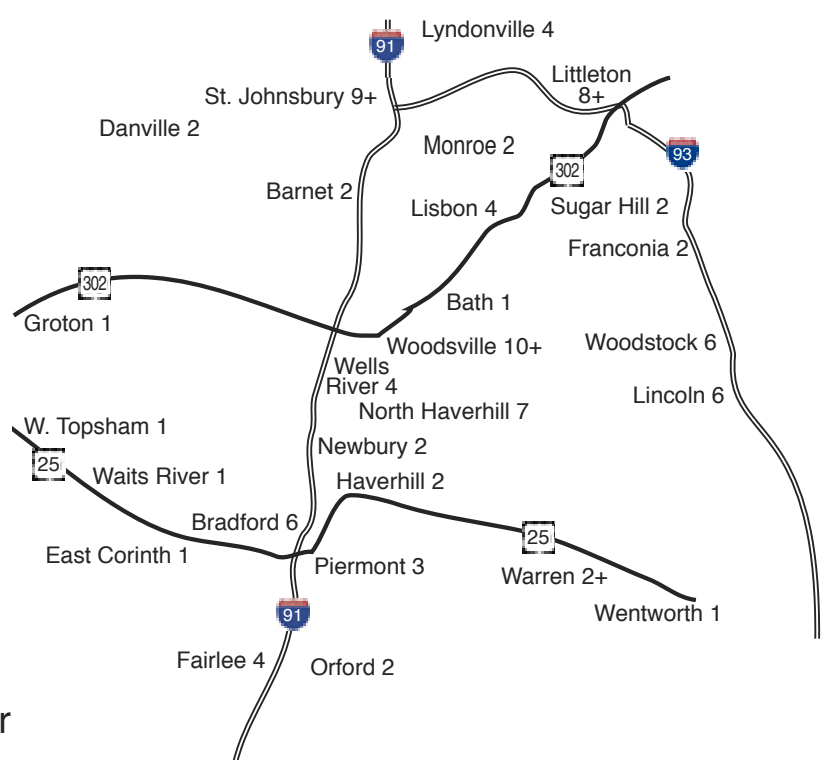 Lyndonville 4
91
Littleton
8+
St. Johnsbury 9+
Danville 2
Monroe 2
93
302
Barnet 2
Lisbon 4
Sugar Hill 2
Franconia 2
302
Bath 1
Groton 1
Woodsville 10+
Woodstock 6
Wells
River 4
Lincoln 6
North Haverhill 7
W. Topsham 1
Newbury 2
25
Waits River 1
Haverhill 2
Bradford 6
25
East Corinth 1
Piermont 3
Warren 2+
Wentworth 1
91
Fairlee 4
Orford 2
r